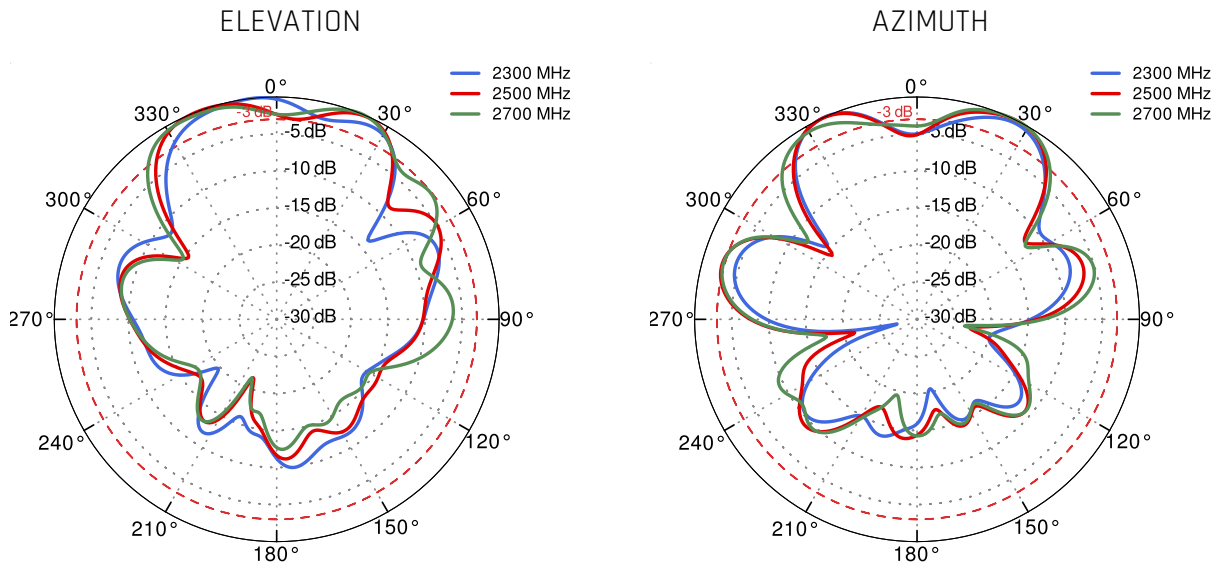 ELEVATION
2300 MHz
2500 MHz
2700 MHz
0°
30°
60°
90°
120°
150°
180°
210°
240°
270°
300°
330°
-3 dB
5 dB
-10 dB
-15 dB
-20 dB
-25 dB
-30 dB
AZIMUTH
2300 MHz
2500 MHz
2700 MHz
0°
30°
60°
90°
120°
150°
180°
210°
240°
270°
300°
330°
-3 dB
5 dB
-10 dB
-15 dB
-20 dB
-25 dB
-30 dB